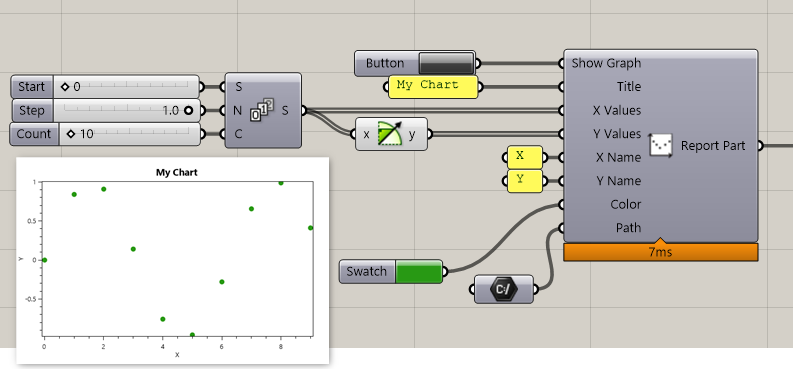 Button
Show Graph
Start
0
S
My Chart
Title
Step
1.0
N
S
X Values
Count
10
C
x
y
Y Values
X
X Name
Report Part
Y
Y Name
Color
Path
7ms
Swatch
C:/
My Chart
1
0.5
0
-0.5
Y
0
2
4
6
8
X